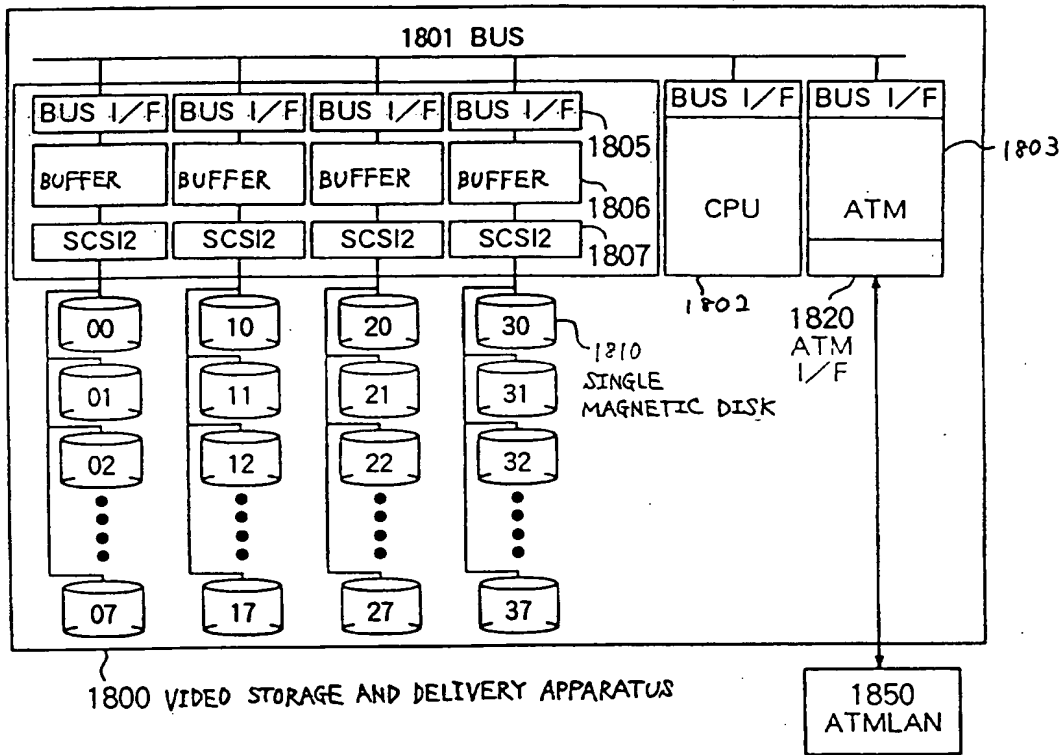 1801 BUS
BUS I/F BUS I/F BUS I/F BUS I/F BUS I/F BUS I/F
1805
1803
BUFFER BUFFER BUFFER BUFFER
1806
CPU ATM
SCSI2 SCSI2 SCSI2 SCSI2
1807
1802
00 10 20 30
1820
ATM
I/F
1810
SINGLE
MAGNETIC DISK
01 11 21 31
02 12 22 32
07 17 27 37
1800 VIDEO STORAGE AND DELIVERY APPARATUS
1850
ATMLAN